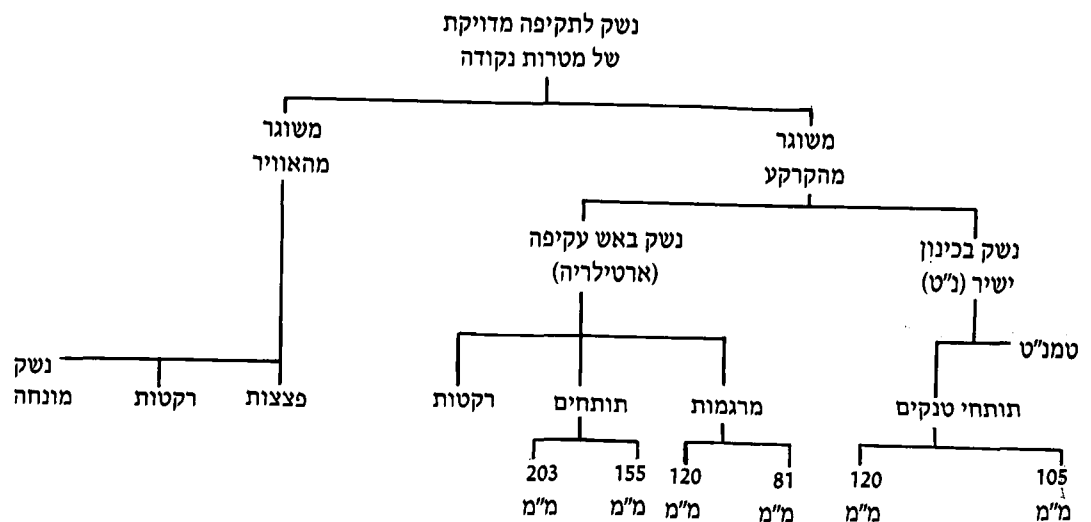 נשק לתקיפה מדויקת
של מטרות נקודה
משוגר
מהקרקע
משוגר
מהאוויר
נשק בכינון
ישיר (נ"ט)
נשק באש עקיפה
(ארטילריה)
טמנ"ט
תותחי טנקים
מרגמות
תותחים
רקטות
פצצות
רקטות
נשק
מונחה
105
מ"מ
120
מ"מ
81
מ"מ
120
מ"מ
155
מ"מ
203
מ"מ